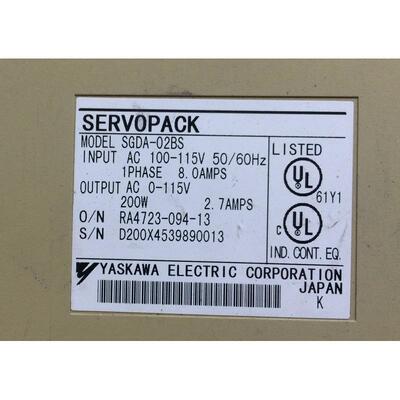 SERVOPACK
MODEL SGDA-02BS
INPUT AC 100-115V 50/60Hz
1PHASE 8.0AMPS
OUTPUT AC 0-115V
200W 2.7AMPS
O/N RA4723-094-13
S/N D200X4539890013
LISTED
UL
61Y1
C UL
IND. CONT. EQ.
YASKAWA ELECTRIC CORPORATION
JAPAN
K